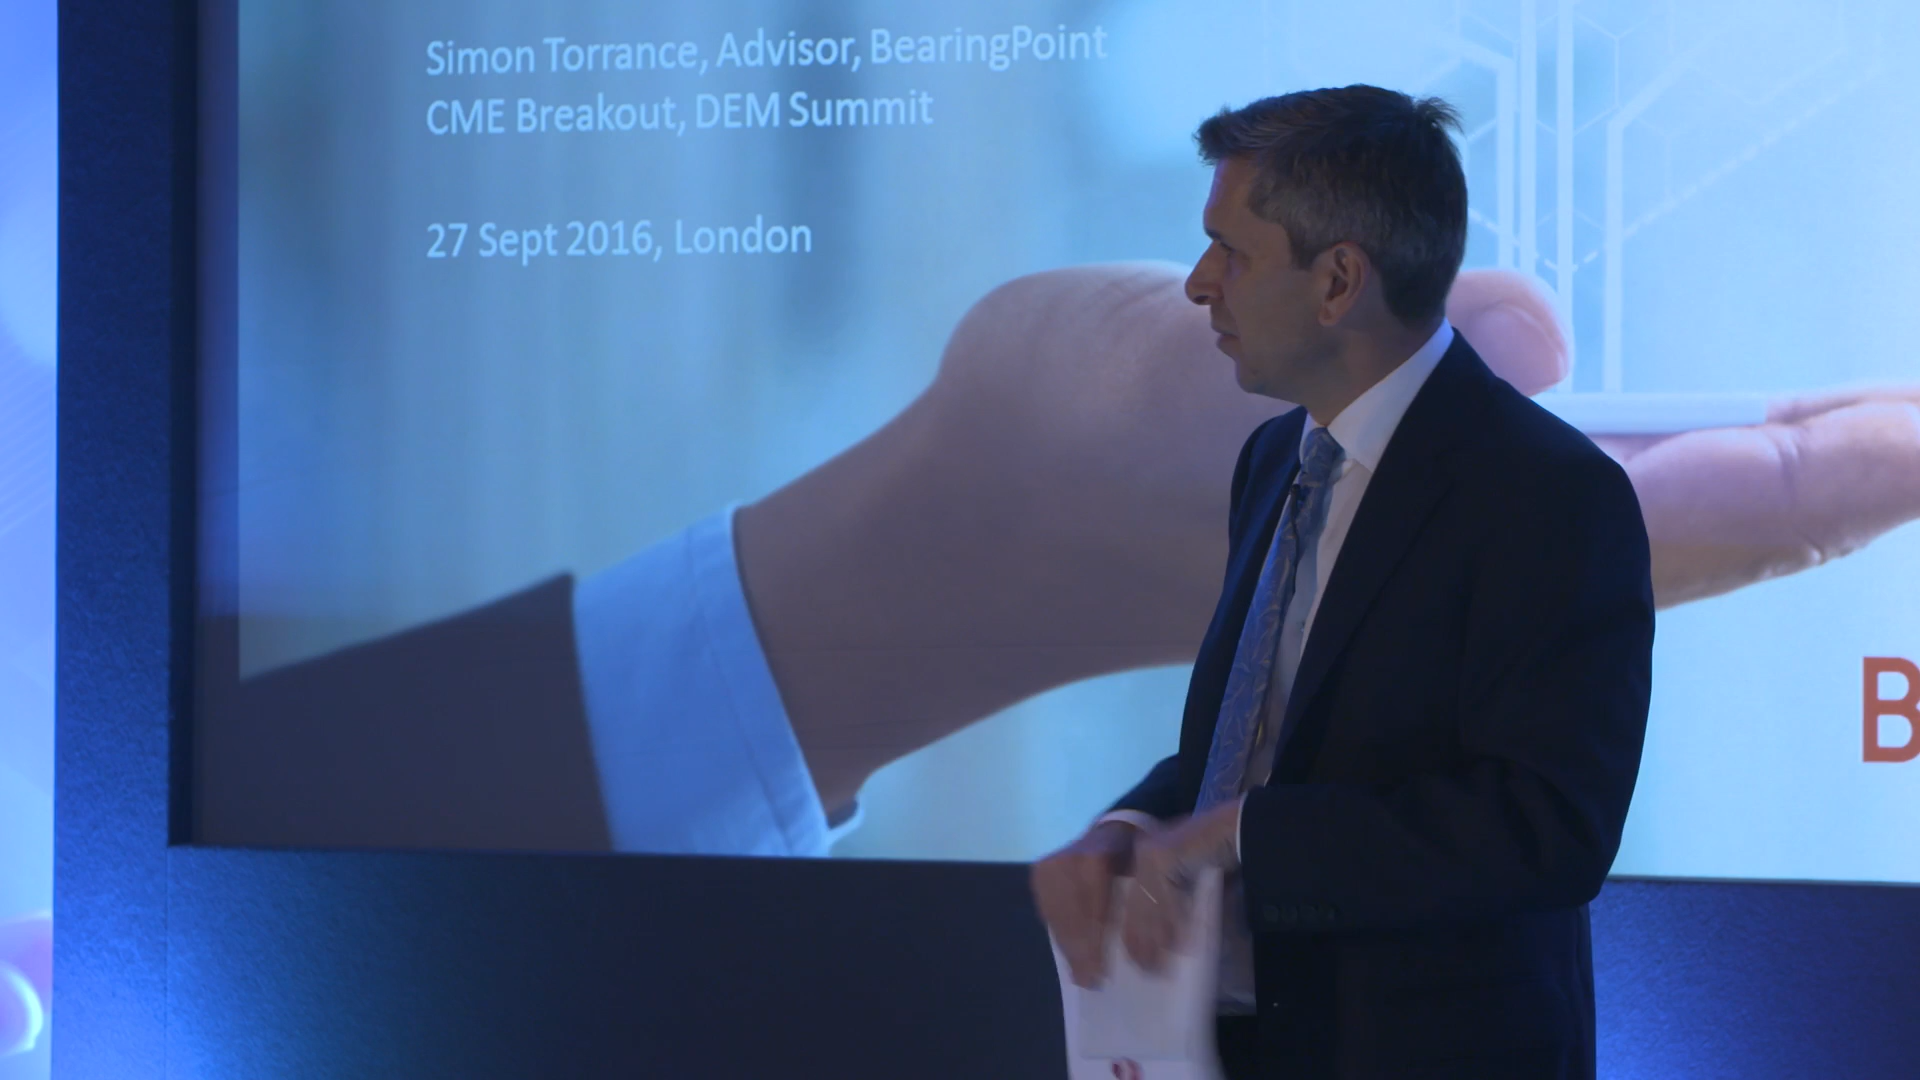 Simon Torrance, Advisor, BearingPoint
CME Breakout, DEM Summit
27 Sept 2016, London
B